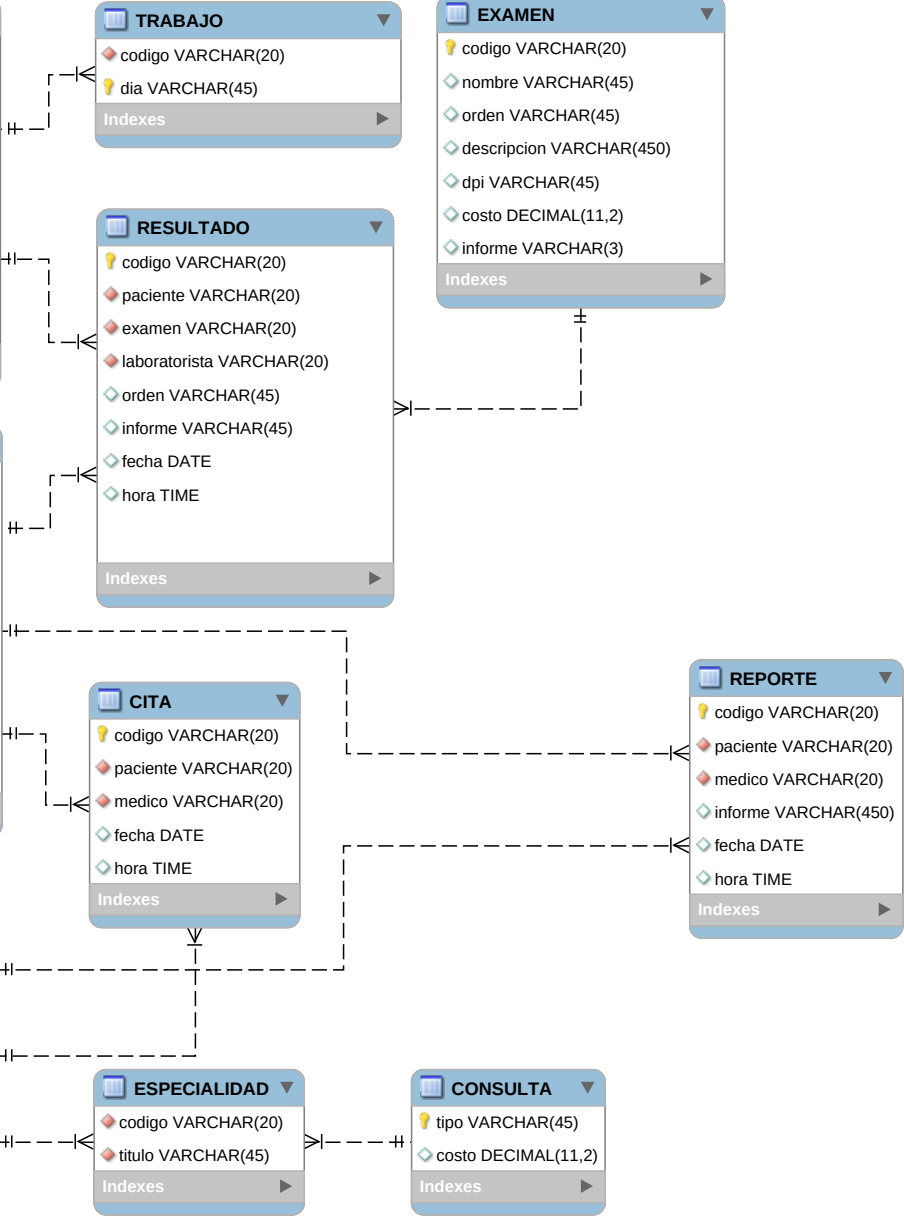 TRABAJO
codigo VARCHAR(20)
dia VARCHAR(45)
Indexes
EXAMEN
codigo VARCHAR(20)
nombre VARCHAR(45)
orden VARCHAR(45)
descripcion VARCHAR(450)
dpi VARCHAR(45)
costo DECIMAL(11,2)
informe VARCHAR(3)
Indexes
RESULTADO
codigo VARCHAR(20)
paciente VARCHAR(20)
examen VARCHAR(20)
laboratorista VARCHAR(20)
orden VARCHAR(45)
informe VARCHAR(45)
fecha DATE
hora TIME
Indexes
CITA
codigo VARCHAR(20)
paciente VARCHAR(20)
medico VARCHAR(20)
fecha DATE
hora TIME
Indexes
REPORTE
codigo VARCHAR(20)
paciente VARCHAR(20)
medico VARCHAR(20)
informe VARCHAR(450)
fecha DATE
hora TIME
Indexes
ESPECIALIDAD
codigo VARCHAR(20)
titulo VARCHAR(45)
Indexes
CONSULTA
tipo VARCHAR(45)
costo DECIMAL(11,2)
Indexes